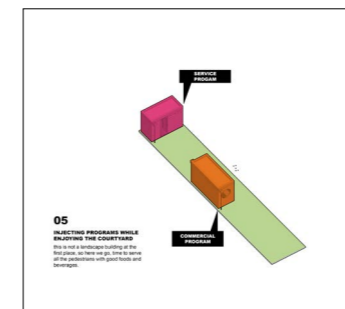 SERVICE
PROGAM
COMMERCIAL
PROGRAM
05
INJECTING PROGRAMS WHILE
ENJOYING THE COURTYARD
this is not a landscape building at the
first place, so here we go, time to serve
all the pedestrians with good foods and
beverages.